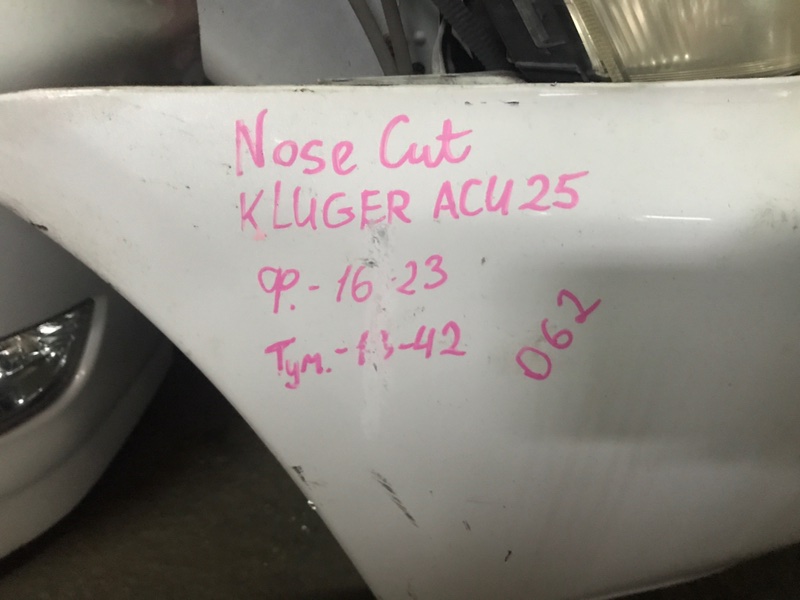 Nose Cut
KLUGER ACU25
ф.-16-23
Тум.-13-42
062